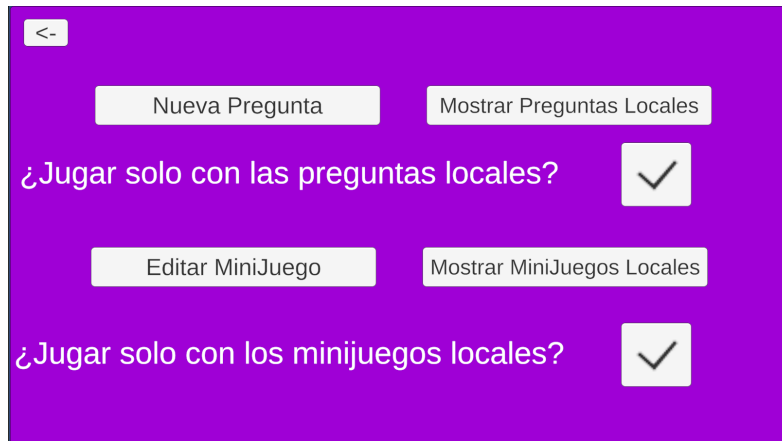 <-
Nueva Pregunta
Mostrar Preguntas Locales
¿Jugar solo con las preguntas locales?
Editar MiniJuego
Mostrar MiniJuegos Locales
¿Jugar solo con los minijuegos locales?